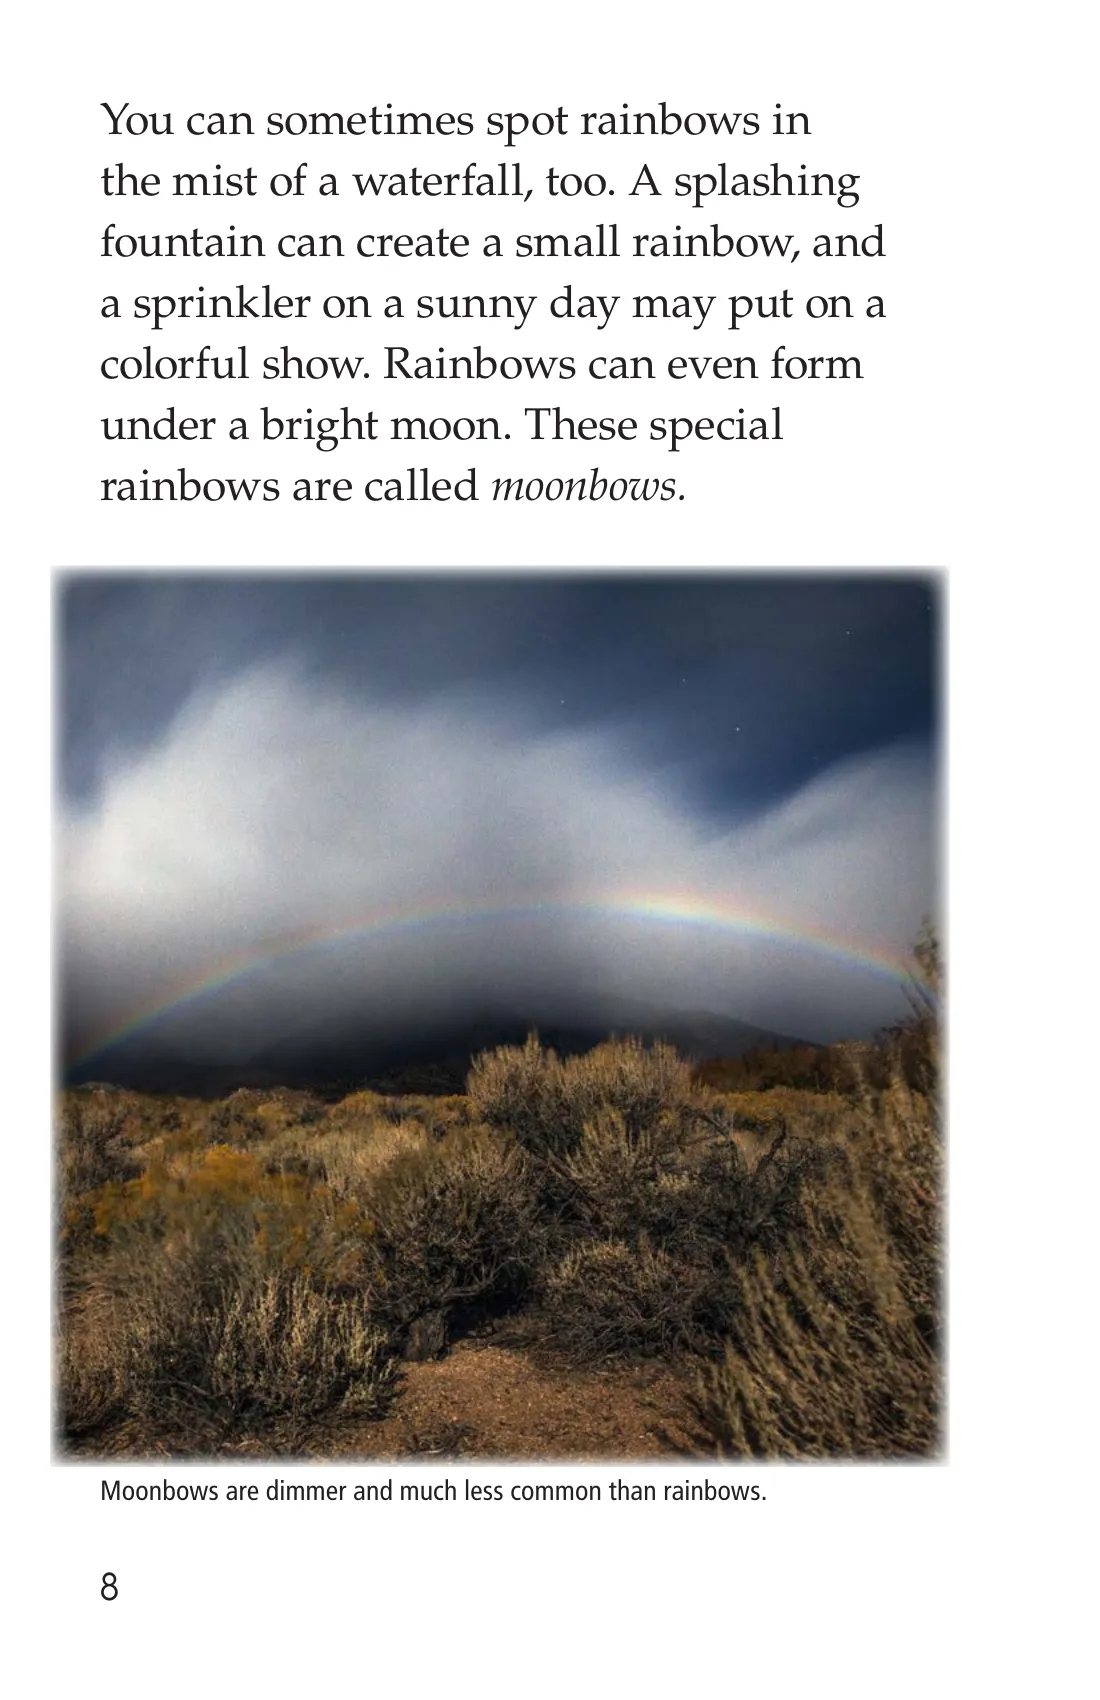 You can sometimes spot rainbows in
the mist of a waterfall, too. A splashing
fountain can create a small rainbow, and
a sprinkler on a sunny day may put on a
colorful show. Rainbows can even form
under a bright moon. These special
rainbows are called moonbows.
Moonbows are dimmer and much less common than rainbows.
8